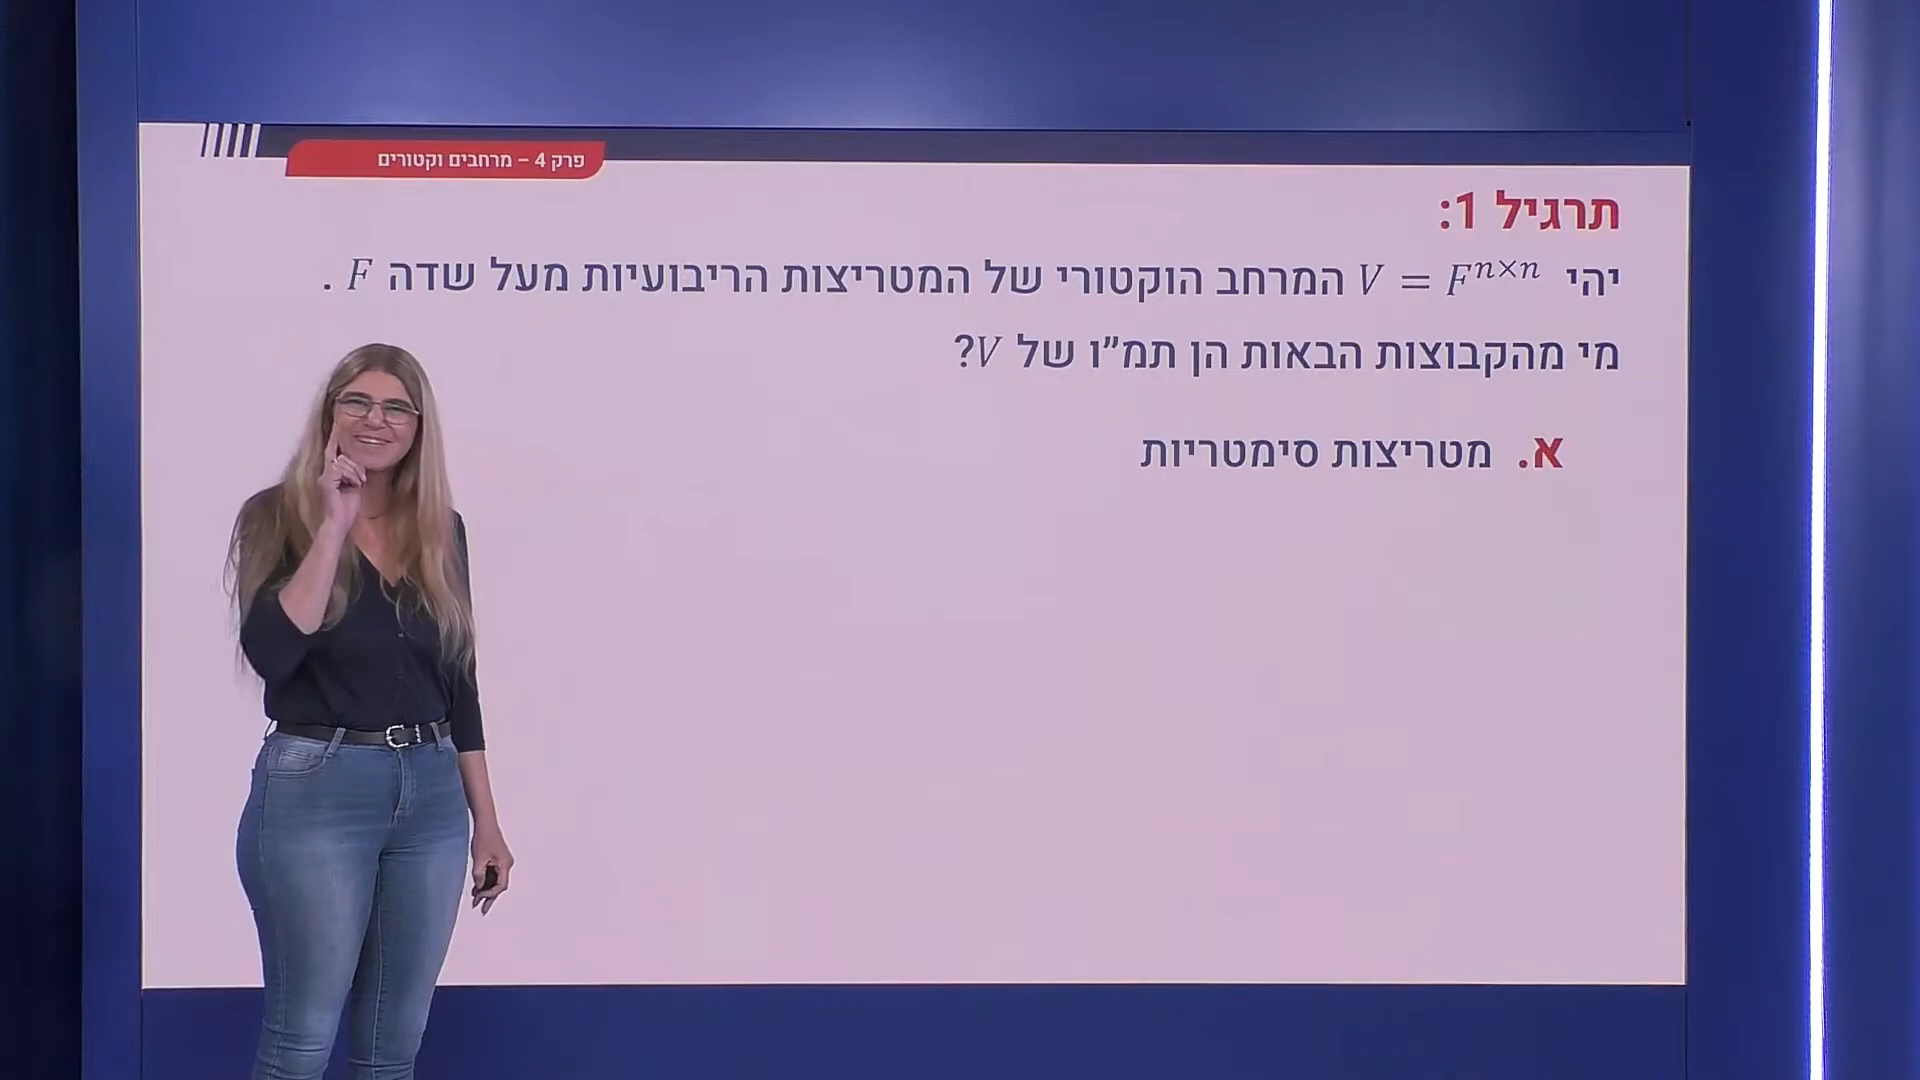 פרק 4 – מרחבים וקטורים
תרגיל 1:
יהי V = F^{n×n} המרחב הוקטורי של המטריצות הריבועיות מעל שדה F .
מי מהקבוצות הבאות הן תמ״ו של V?
א. מטריצות סימטריות